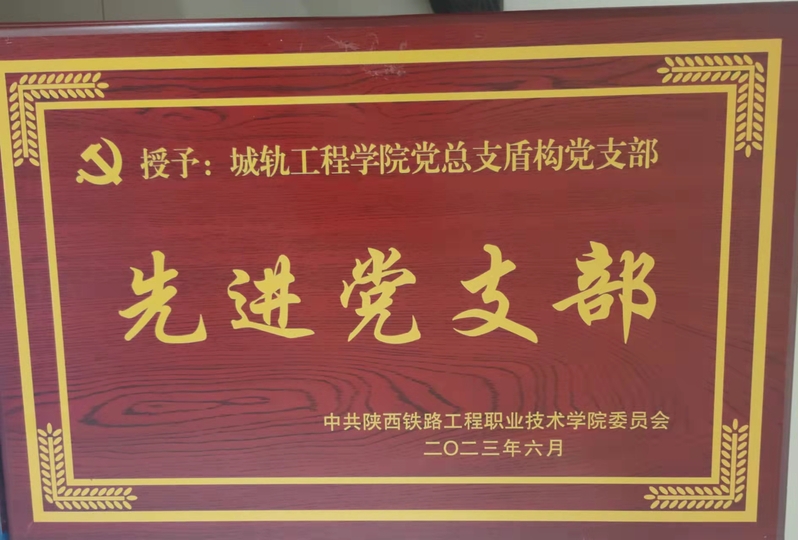 授予：城轨工程学院党总支盾构党支部
先进党支部
中共陕西铁路工程职业技术学院委员会
二〇二三年六月